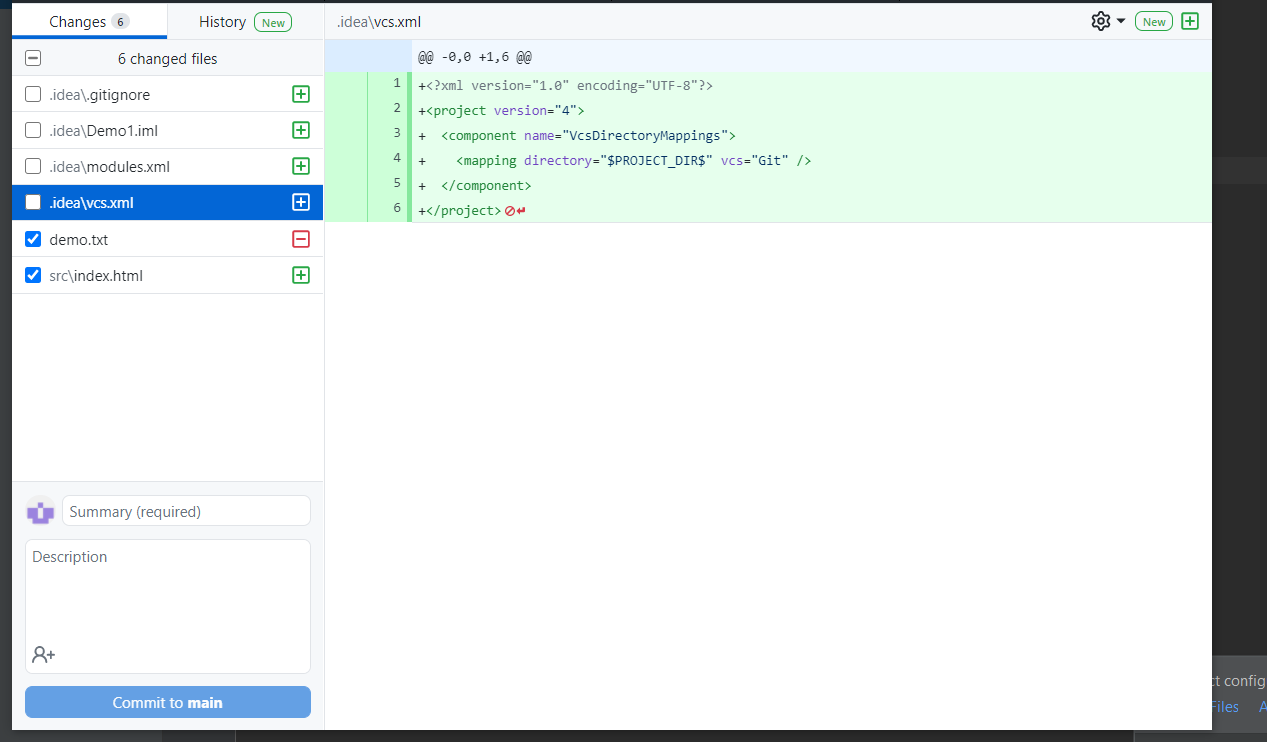 Changes 6
History New
6 changed files
.idea\.gitignore
.idea\Demo1.iml
.idea\modules.xml
.idea\vcs.xml
demo.txt
src\index.html
Summary (required)
Description
Commit to main
.idea\vcs.xml
New
@@ -0,0 +1,6 @@
1 +<?xml version="1.0" encoding="UTF-8"?>
2 +<project version="4">
3 +  <component name="VcsDirectoryMappings">
4 +    <mapping directory="$PROJECT_DIR$" vcs="Git" />
5 +  </component>
6 +</project>
config
Files